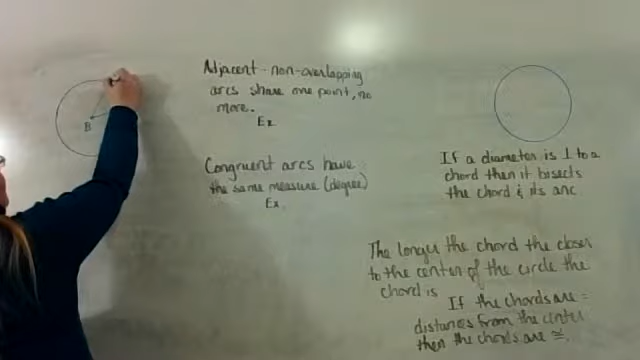 B
Adjacent - non-overlapping
arcs share one point, no
more.
Ex
Congruent arcs have
the same measure (degree)
Ex.
If a diameter is ⊥ to a
chord then it bisects
the chord & its arc
The longer the chord the closer
to the center of the circle the
chord is
If the chords are =
distances from the center
then the chords are ≅.